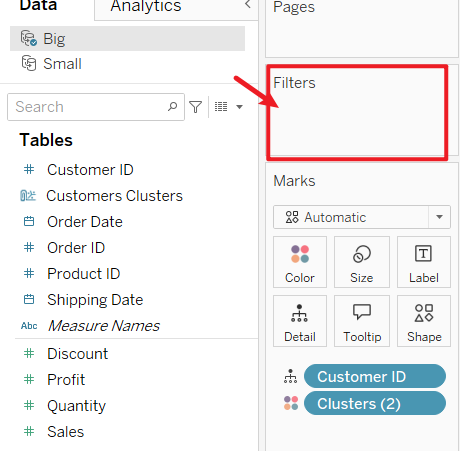 Data
Analytics
Big
Small
Search
Tables
Customer ID
Customers Clusters
Order Date
Order ID
Product ID
Shipping Date
Abc Measure Names
Discount
Profit
Quantity
Sales
Pages
Filters
Marks
Automatic
Color Size Label
Detail Tooltip Shape
Customer ID
Clusters (2)